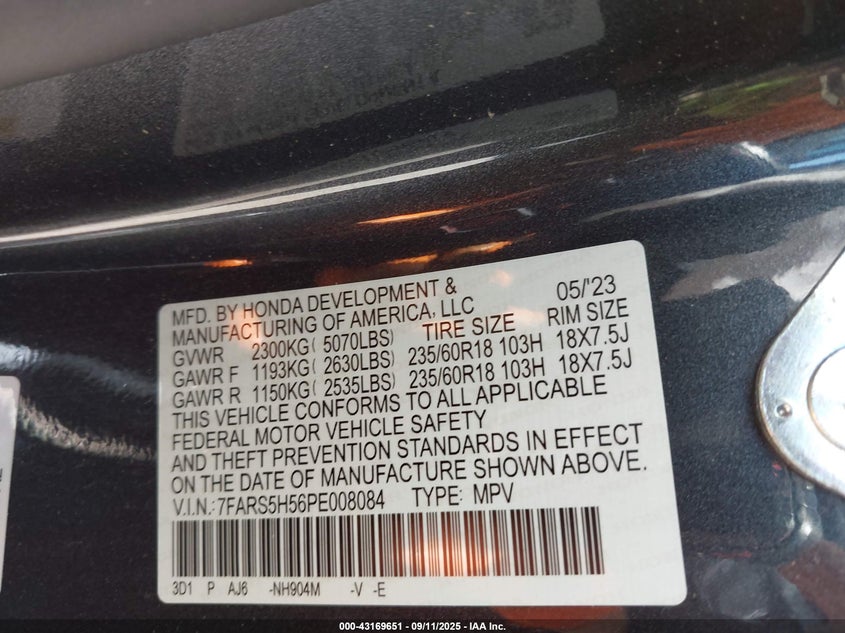 MFD. BY HONDA DEVELOPMENT & 05/'23
MANUFACTURING OF AMERICA, LLC
TIRE SIZE RIM SIZE
GVWR 2300KG( 5070LBS)
GAWR F 1193KG( 2630LBS) 235/60R18 103H 18X7.5J
GAWR R 1150KG( 2535LBS) 235/60R18 103H 18X7.5J
THIS VEHICLE CONFORMS TO ALL APPLICABLE
FEDERAL MOTOR VEHICLE SAFETY
AND THEFT PREVENTION STANDARDS IN EFFECT
ON THE DATE OF MANUFACTURE SHOWN ABOVE.
V.I.N.:7FARS5H56PE008084 TYPE: MPV
3D1 P AJ6 -NH904M -V -E
000-43169651 - 09/11/2025 - IAA Inc.